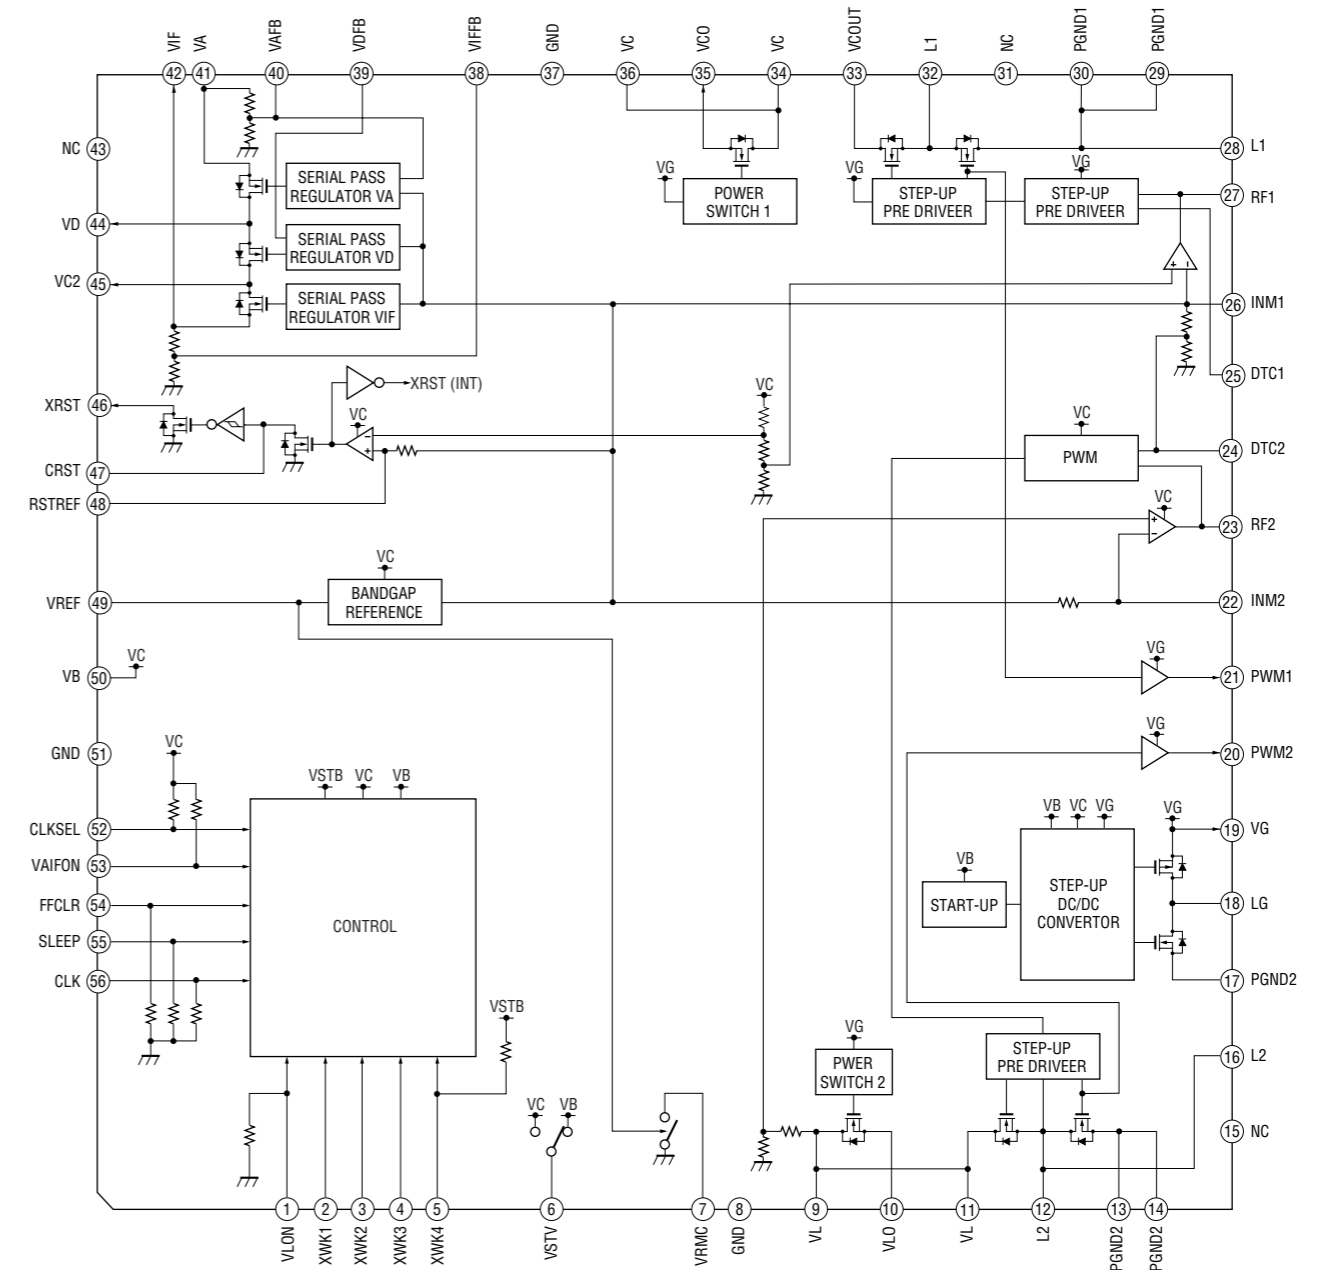 VIF
VA
VAFB
VDFB
VIFFB
GND
VC
VCO
VC
VCOUT
L1
NC
PGND1
PGND1
42
41
40
39
38
37
36
35
34
33
32
31
30
29
NC 43
28 L1
SERIAL PASS
REGULATOR VA
VG
POWER
SWITCH 1
VG
STEP-UP
PRE DRIVEER
VG
STEP-UP
PRE DRIVEER
27 RF1
VD 44
SERIAL PASS
REGULATOR VD
+ −
VC2 45
SERIAL PASS
REGULATOR VIF
26 INM1
25 DTC1
XRST (INT)
VC
XRST 46
VC
−
+
VC
PWM
24 DTC2
CRST 47
RSTREF 48
VC
+
−
23 RF2
VC
BANDGAP
REFERENCE
VREF 49
22 INM2
VC
VB 50
VG
21 PWM1
GND 51
VC
VG
20 PWM2
VSTB VC VB
VB VC VG
VG
CLKSEL 52
19 VG
VAIFON 53
VB
START-UP
STEP-UP
DC/DC
CONVERTOR
FFCLR 54
18 LG
CONTROL
SLEEP 55
CLK 56
17 PGND2
VSTB
VG
PWER
SWITCH 2
STEP-UP
PRE DRIVEER
16 L2
VC VB
15 NC
1
2
3
4
5
6
7
8
9
10
11
12
13
14
VLON
XWK1
XWK2
XWK3
XWK4
VSTV
VRMC
GND
VL
VLO
VL
L2
PGND2
PGND2